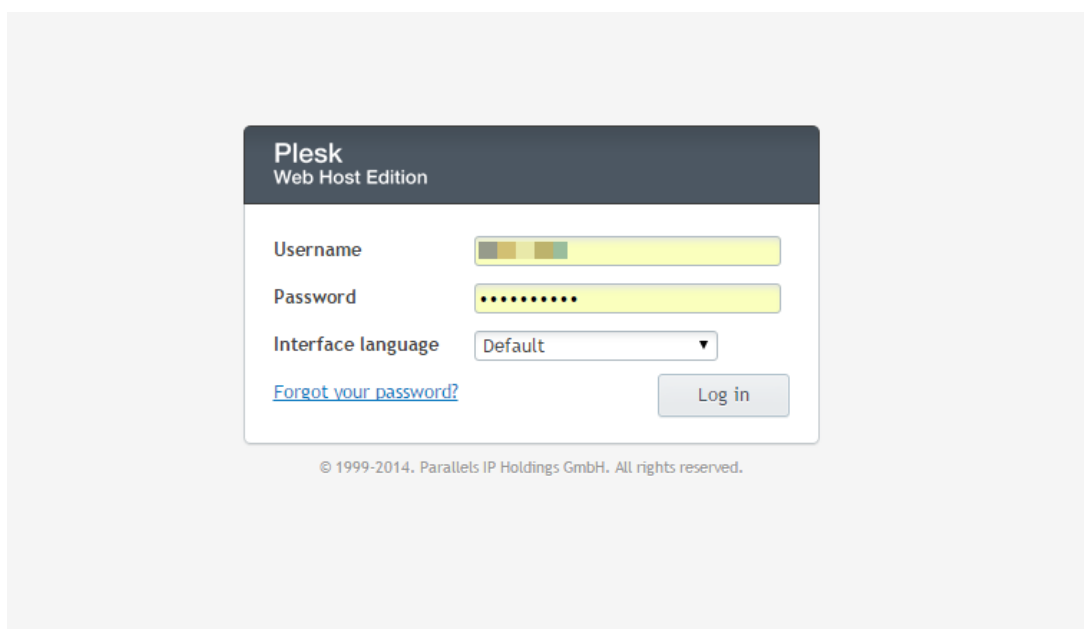 Plesk
Web Host Edition
Username
Password ••••••••••
Interface language Default
Forgot your password? Log in
© 1999-2014. Parallels IP Holdings GmbH. All rights reserved.